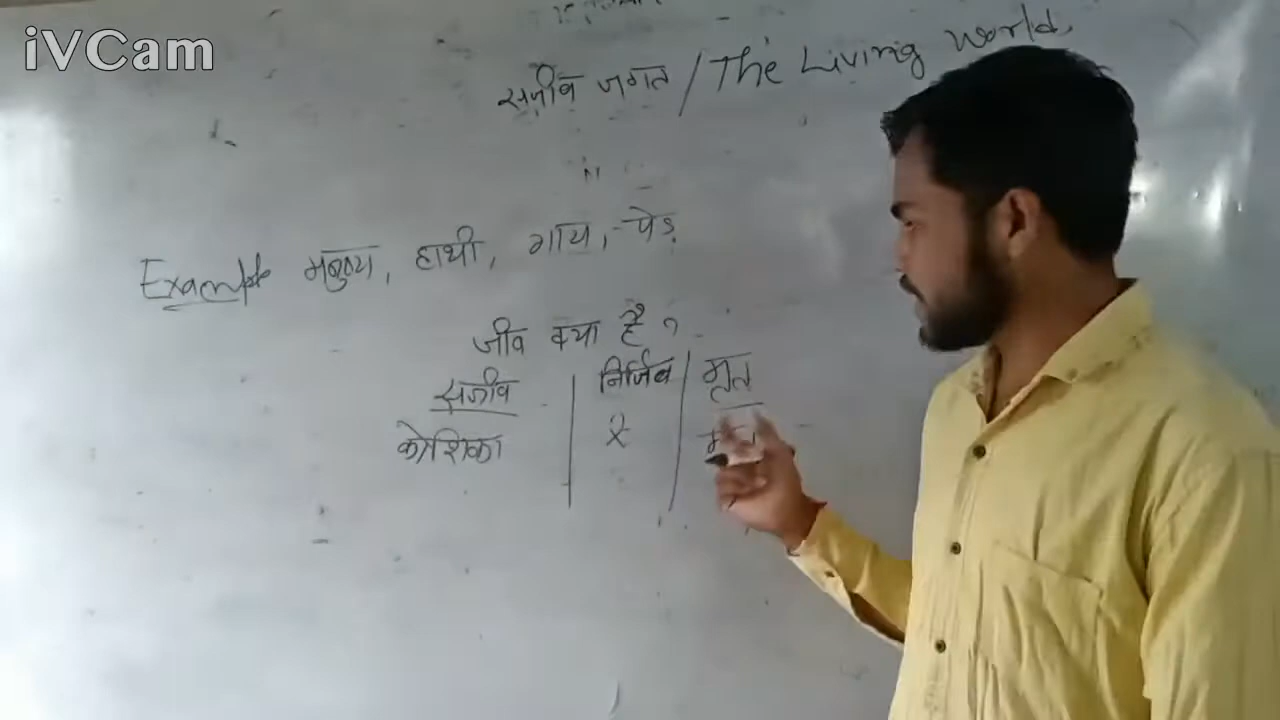 iVCam
सजीव जगत / The Living World,
Example मनुष्य, हाथी, गाय, पेड़
जीव क्या है ?
सजीव | निर्जिव | मृत
कोशिका | x |